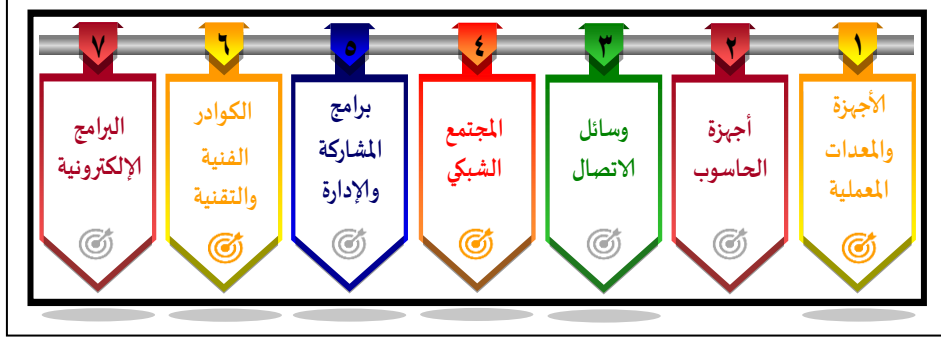 ١
الأجهزة
والمعدات
المعملية
٢
أجهزة
الحاسوب
٣
وسائل
الاتصال
٤
المجتمع
الشبكي
٥
برامج
المشاركة
والإدارة
٦
الكوادر
الفنية
والتقنية
٧
البرامج
الإلكترونية